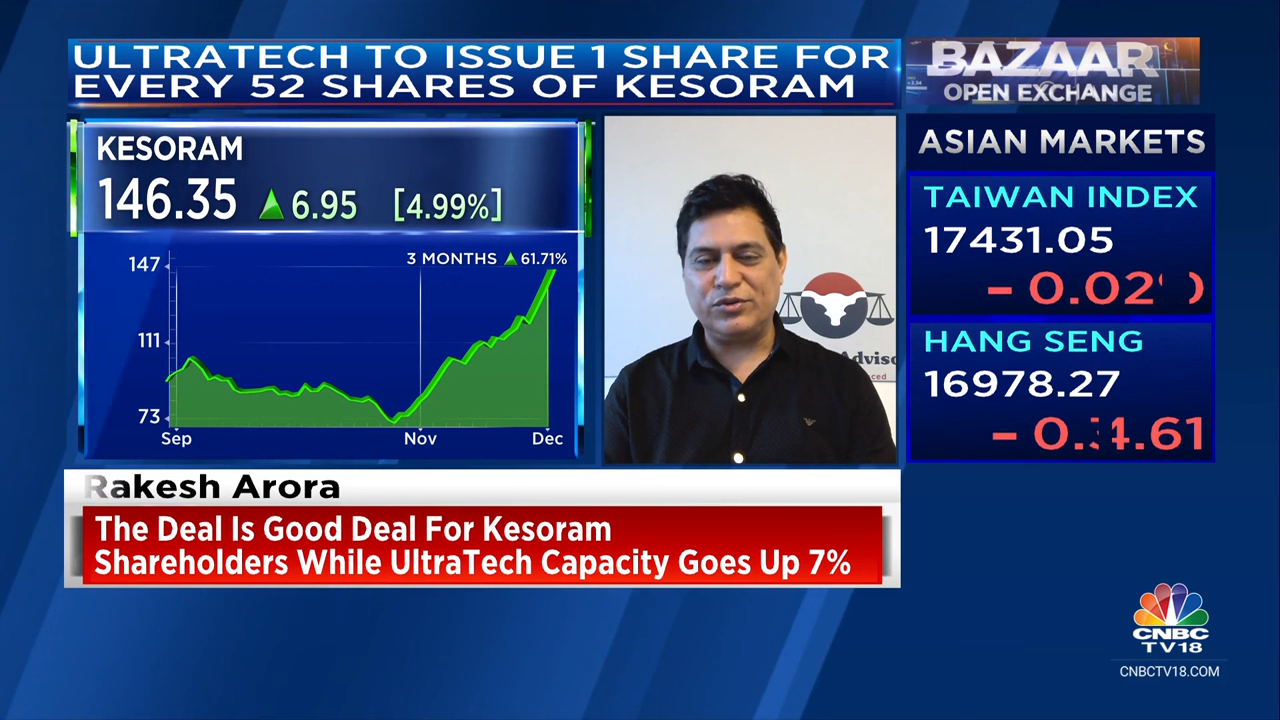 ULTRATECH TO ISSUE 1 SHARE FOR
EVERY 52 SHARES OF KESORAM
BAZAAR
OPEN EXCHANGE
KESORAM
146.35 ▲ 6.95 [4.99%]
3 MONTHS ▲ 61.71%
147
111
73
Sep Nov Dec
ced
ASIAN MARKETS
TAIWAN INDEX
17431.05
- 0.02
HANG SENG
16978.27
Rakesh Arora
The Deal Is Good Deal For Kesoram
Shareholders While UltraTech Capacity Goes Up 7%
CNBC
TV18
CNBCTV18.COM